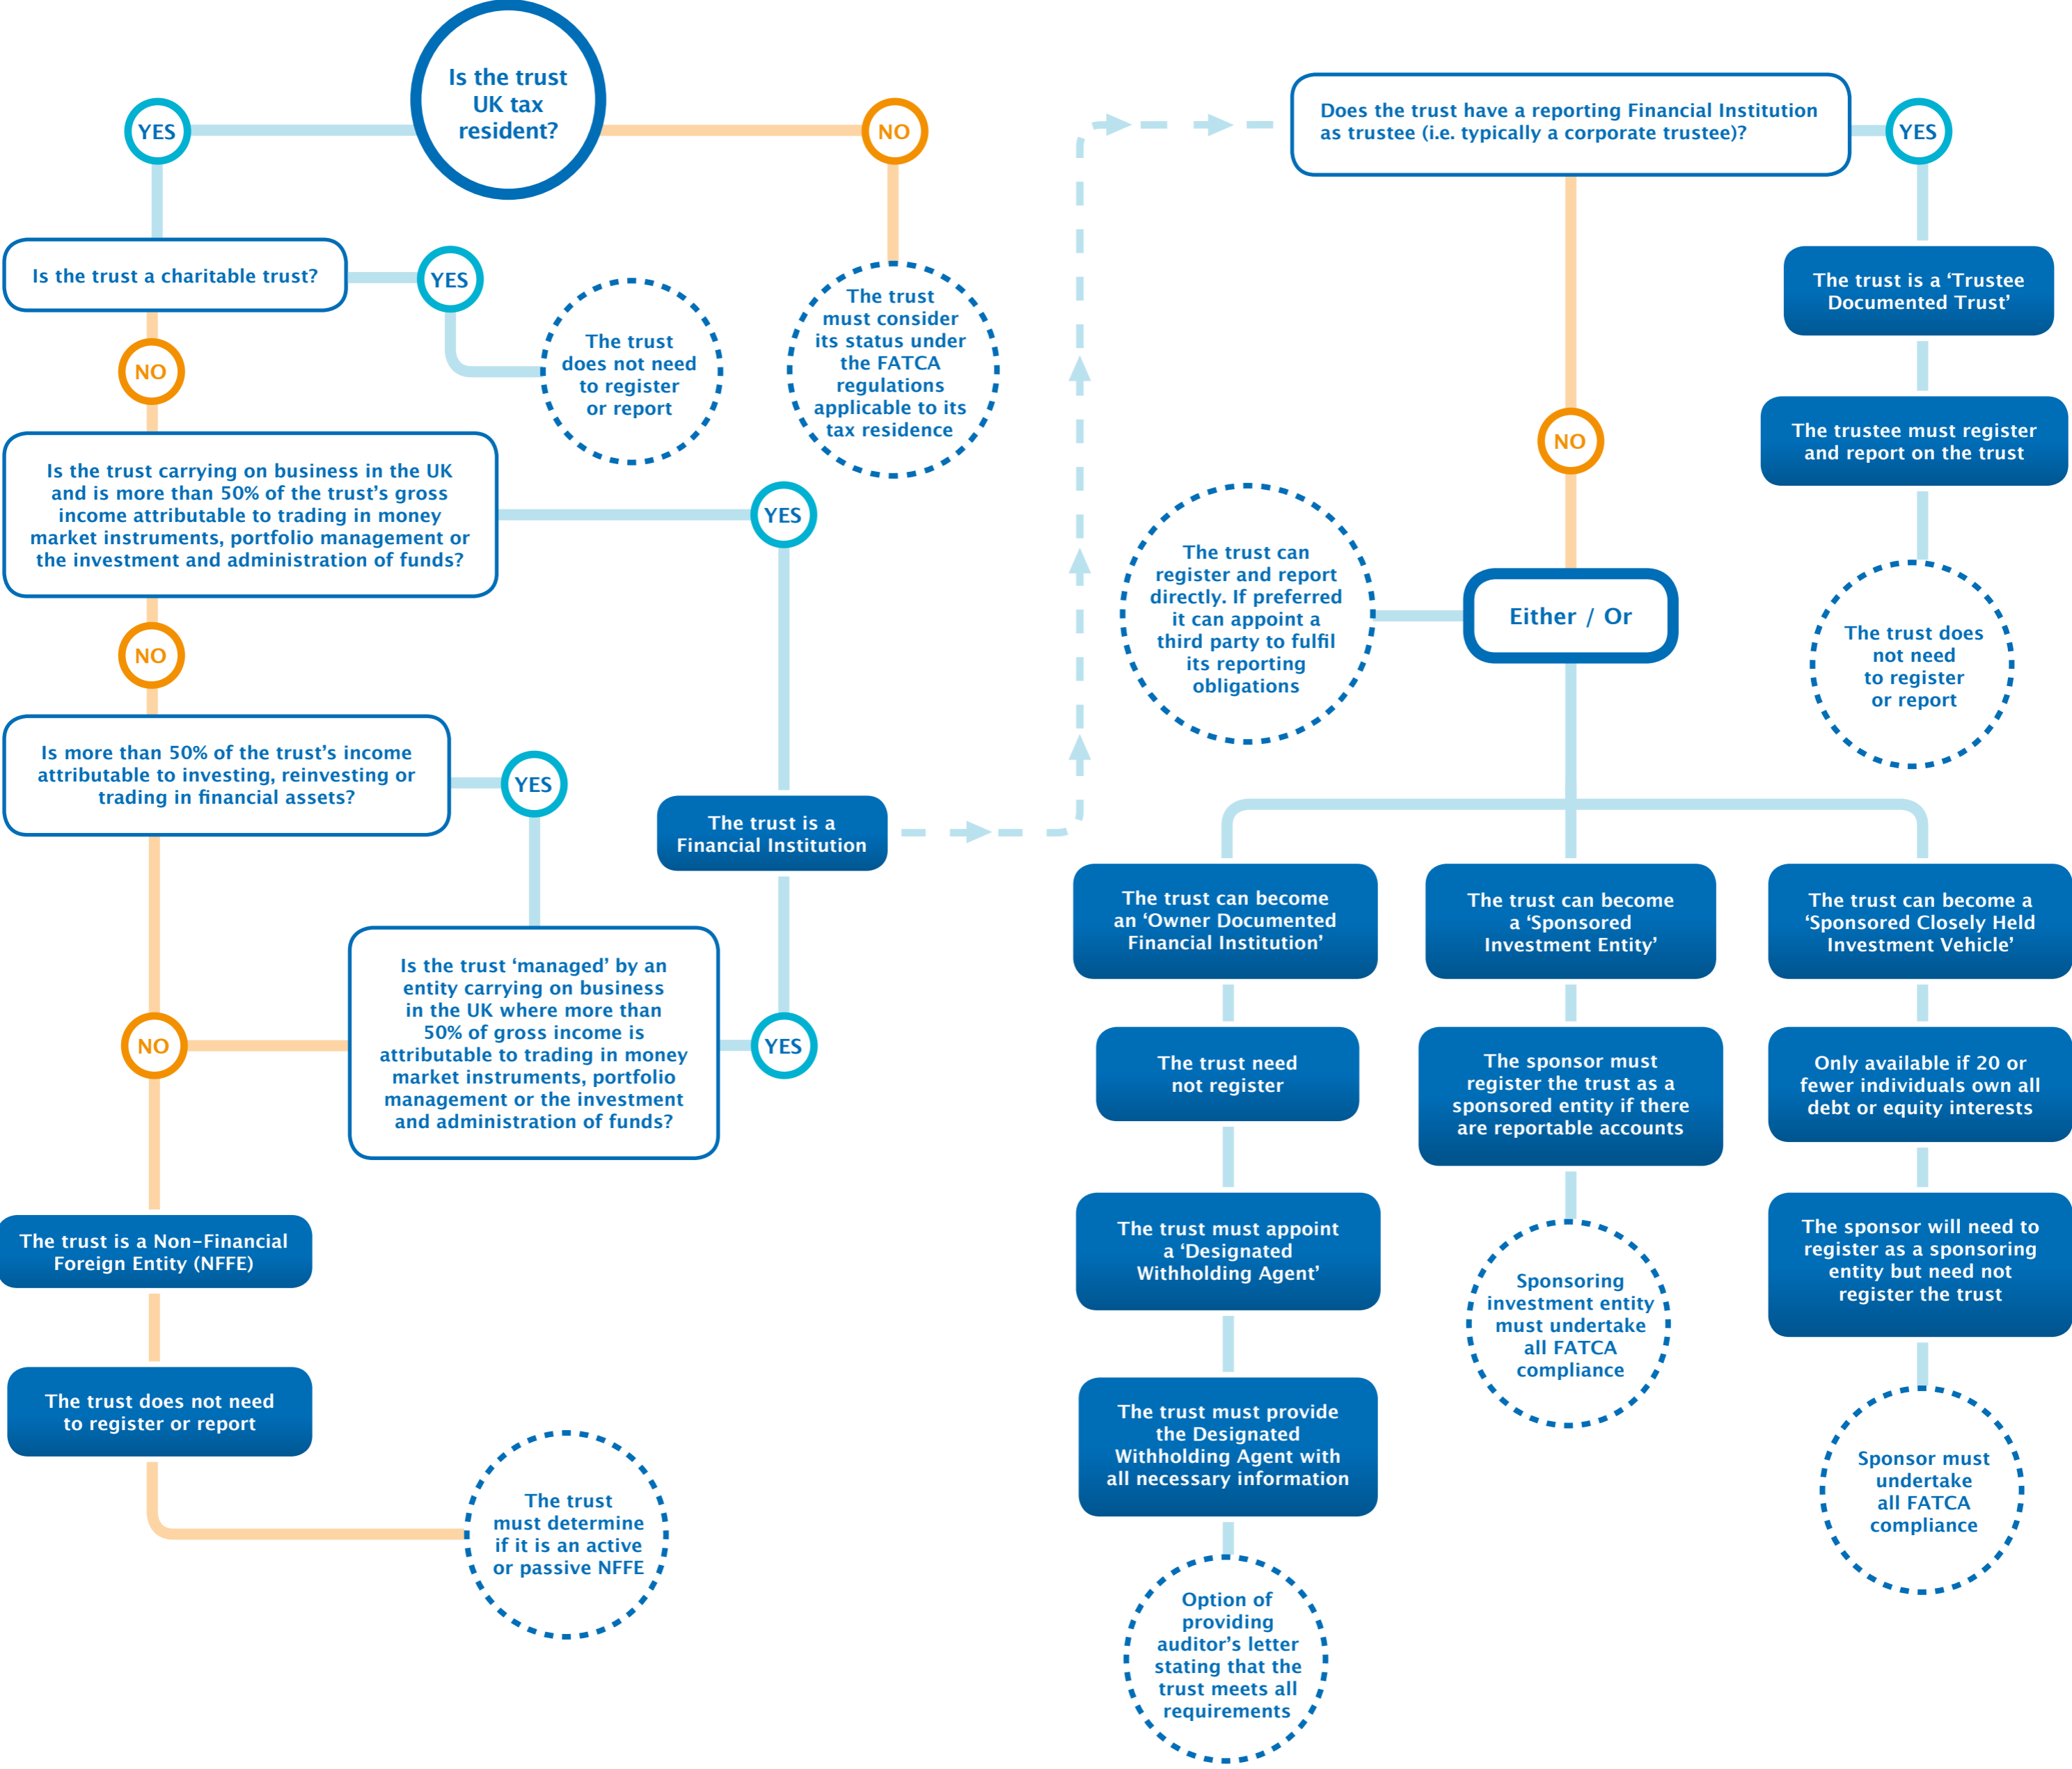 Is the trust
UK tax
resident?
YES
NO
Is the trust a charitable trust?
YES
The trust
does not need
to register
or report
The trust
must consider
its status under
the FATCA
regulations
applicable to its
tax residence
NO
Is the trust carrying on business in the UK
and is more than 50% of the trust’s gross
income attributable to trading in money
market instruments, portfolio management or
the investment and administration of funds?
YES
NO
Is more than 50% of the trust’s income
attributable to investing, reinvesting or
trading in financial assets?
YES
The trust is a
Financial Institution
Is the trust ‘managed’ by an
entity carrying on business
in the UK where more than
50% of gross income is
attributable to trading in money
market instruments, portfolio
management or the investment
and administration of funds?
YES
NO
The trust is a Non-Financial
Foreign Entity (NFFE)
The trust does not need
to register or report
The trust
must determine
if it is an active
or passive NFFE
Does the trust have a reporting Financial Institution
as trustee (i.e. typically a corporate trustee)?
YES
The trust is a ‘Trustee
Documented Trust’
The trustee must register
and report on the trust
The trust does
not need
to register
or report
NO
Either / Or
The trust can
register and report
directly. If preferred
it can appoint a
third party to fulfil
its reporting
obligations
The trust can become
an ‘Owner Documented
Financial Institution’
The trust need
not register
The trust must appoint
a ‘Designated
Withholding Agent’
The trust must provide
the Designated
Withholding Agent with
all necessary information
Option of
providing
auditor’s letter
stating that the
trust meets all
requirements
The trust can become
a ‘Sponsored
Investment Entity’
The sponsor must
register the trust as a
sponsored entity if there
are reportable accounts
Sponsoring
investment entity
must undertake
all FATCA
compliance
The trust can become a
‘Sponsored Closely Held
Investment Vehicle’
Only available if 20 or
fewer individuals own all
debt or equity interests
The sponsor will need to
register as a sponsoring
entity but need not
register the trust
Sponsor must
undertake
all FATCA
compliance